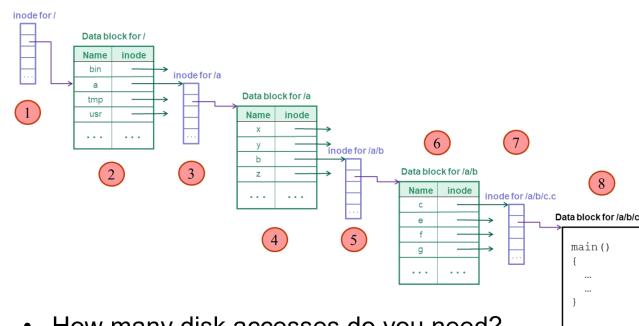 inode for /
...
1
Data block for /
Name inode
bin
a
tmp
usr
... ...
2
inode for /a
...
3
Data block for /a
Name inode
x
y
b
z
... ...
4
inode for /a/b
...
5
6
Data block for /a/b
Name inode
c
e
f
g
... ...
7
inode for /a/b/c.c
...
8
Data block for /a/b/c
main()
{
...
...
}
• How many disk accesses do you need?